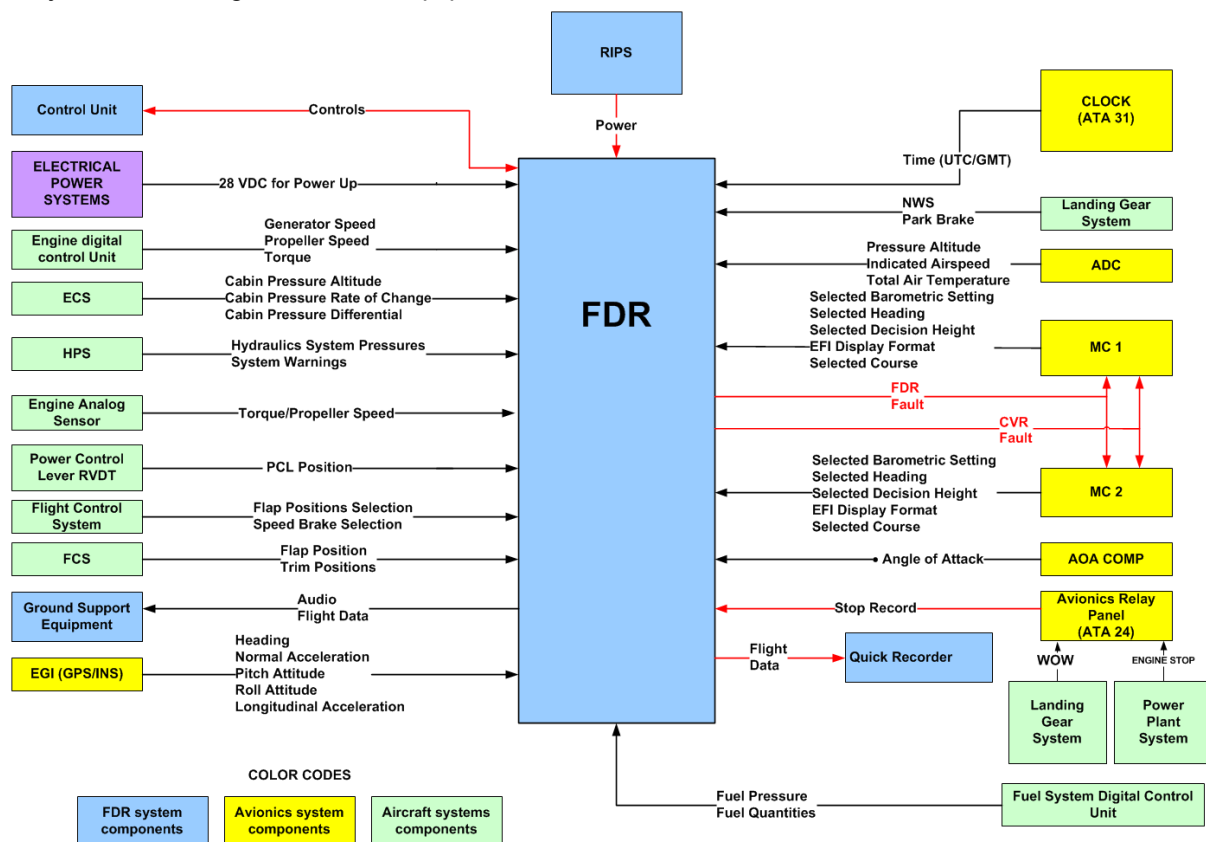 RIPS
Power
Control Unit
Controls
CLOCK
(ATA 31)
Time (UTC/GMT)
ELECTRICAL
POWER
SYSTEMS
28 VDC for Power Up
NWS
Park Brake
Landing Gear
System
Engine digital
control Unit
Generator Speed
Propeller Speed
Torque
Pressure Altitude
Indicated Airspeed
Total Air Temperature
ADC
ECS
Cabin Pressure Altitude
Cabin Pressure Rate of Change
Cabin Pressure Differential
FDR
Selected Barometric Setting
Selected Heading
Selected Decision Height
EFI Display Format
Selected Course
MC 1
HPS
Hydraulics System Pressures
System Warnings
FDR
Fault
CVR
Fault
Engine Analog
Sensor
Torque/Propeller Speed
Power Control
Lever RVDT
PCL Position
Selected Barometric Setting
Selected Heading
Selected Decision Height
EFI Display Format
Selected Course
MC 2
Flight Control
System
Flap Positions Selection
Speed Brake Selection
FCS
Flap Position
Trim Positions
Angle of Attack
AOA COMP
Ground Support
Equipment
Audio
Flight Data
Stop Record
Avionics Relay
Panel
(ATA 24)
EGI (GPS/INS)
Heading
Normal Acceleration
Pitch Attitude
Roll Attitude
Longitudinal Acceleration
Flight
Data
Quick Recorder
WOW
ENGINE STOP
Landing
Gear
System
Power
Plant
System
COLOR CODES
FDR system
components
Avionics system
components
Aircraft systems
components
Fuel Pressure
Fuel Quantities
Fuel System Digital Control
Unit